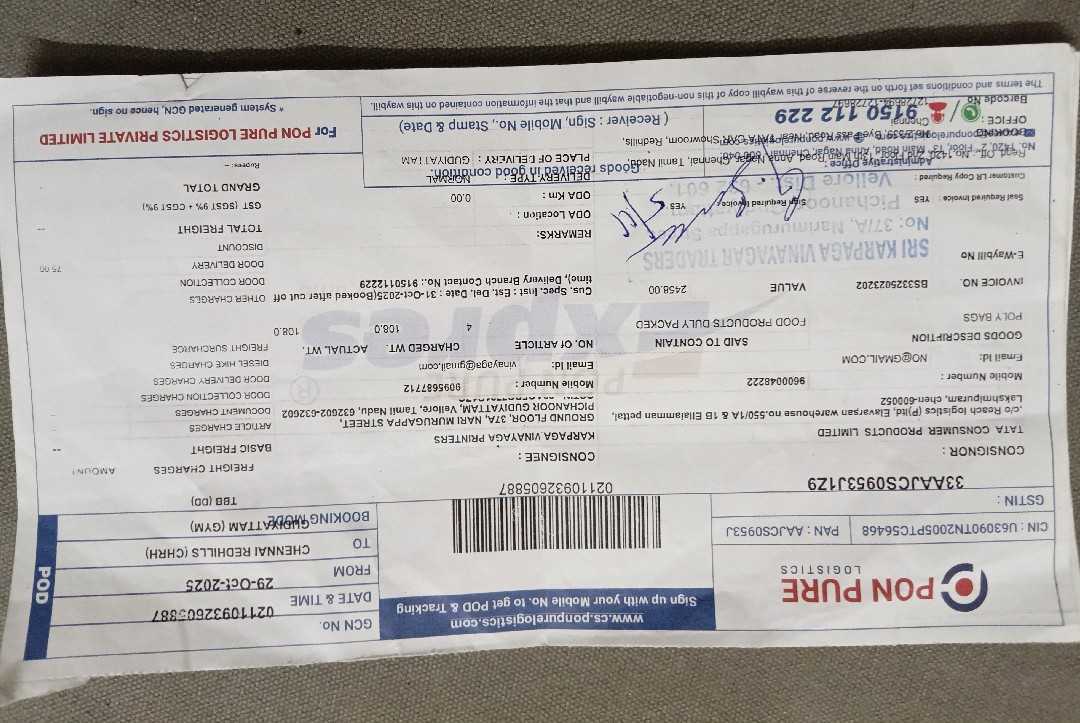 PON PURE
LOGISTICS
www.cs.ponpurelogistics.com
Sign up with your Mobile No. to get POD & Tracking
GCN No.
02110932605887
DATE & TIME
29-Oct-2025
FROM
CHENNAI REDHILLS (CHRH)
TO
GUDIYATTAM (GYM)
BOOKING MODE
TBB (DD)
POD
CIN : U63090TN2005PTC56468
PAN : AAJCS0953J
GSTIN :
33AAJCS0953J1Z9
02110932605887
CONSIGNOR :
TATA CONSUMER PRODUCTS LIMITED
c/o Reach logistics (P)ltd, Elavarsan warehouse no.550/1A & 1B Ellaiamman pettai,
Lakshmipuram, chen-600052
Mobile Number :
9600048222
Email Id:
NO@NGMAIL.COM
CONSIGNEE :
KARPAGA VINAYAGA PRINTERS
GROUND FLOOR, 37A, NARI MURUGAPPA STREET,
PICHANOOR GUDIYATTAM, Vellore, Tamil Nadu, 632602-632602
Mobile Number :
9095687712
Email Id:
vinayaga@gmail.com
FREIGHT CHARGES
AMOUNT
BASIC FREIGHT
--
ARTICLE CHARGES
DOCUMENT CHARGES
DOOR COLLECTION CHARGES
DOOR DELIVERY CHARGES
DIESEL HIKE CHARGES
FREIGHT SURCHARGE
OTHER CHARGES
DOOR COLLECTION
DOOR DELIVERY
75.00
DISCOUNT
TOTAL FREIGHT
--
GST (SGST 9% + CGST 9%)
GRAND TOTAL
Rupees: --
GOODS DESCRIPTION
SAID TO CONTAIN
NO. OF ARTICLE
CHARGED WT.
ACTUAL WT.
POLY BAGS
FOOD PRODUCTS DULY PACKED
4
108.0
108.0
INVOICE NO.
BS3325023202
VALUE
2458.00
E-Waybill No
Cus. Spec. Inst : Est. Del. Date : 31-Oct-2025(Booked after cut off
time), Delivery Branch Contact No.: 9150112229
REMARKS:
ODA Location :
ODA Km :
0.00
DELIVERY TYPE :
NORMAL
PLACE OF DELIVERY :
GUDIYATTAM
SRI KARPAGA VINAYAGAR TRADERS
No: 37/A, Narimurugappa
Pichanoor
Vellore Dist. - 632 601.
Seal Required Invoice :
YES
Sign Required Invoice :
YES
Customer LR Copy Required :
Administrative Office :
BOOKING
OFFICE :
Chennai
Barcode No
9150 112 229
Goods received in good condition.
( Receiver : Sign, Mobile No., Stamp & Date)
For PON PURE LOGISTICS PRIVATE LIMITED
* System generated GCN, hence no sign.
The terms and conditions set forth on the reverse of this waybill copy of this non-negotiable waybill and that the information contained on this waybill.